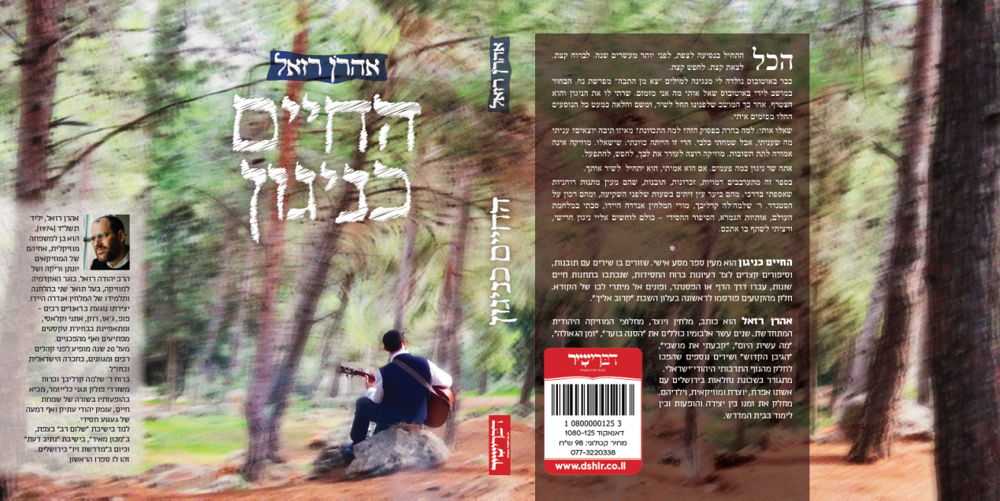 אהרן רזאל
החיים
כניגון
אהרן רזאל, יליד
תשל"ד [1974],
הוא בן למשפחה
מוזיקלית, אחיהם
של המוזיקאים
יונתן וריקה ושל
הרב יהודה רזאל. בוגר האקדמיה
למוזיקה, בעל תואר שני בהלחנה
ותלמידו של המלחין אנדרה היידו.
יצירתו נוגעת בז'אנרים רבים -
פופ, ג'אז, רוק, אתני וקלאסי,
ומתאפיינת בבחירת טקסטים
מפתיעים ואף מהפכניים.
מעל 20 שנה מופיע לפני קהלים
רבים ומגוונים, בחברה הישראלית
ובחו"ל.
ברוח ר' שלמה קרליבך וברוח
משוררי פולק ונגני כלייזמר, מביא
בהופעותיו בשורה של שמחת
חיים, עומק יהודי עתיק ואף דמעה
של געגוע חסידי.
למד בישיבת "שלום רב" בצפת,
ב"מכון מאיר", בישיבת "נתיב דעת"
וכיום ב"מדרשת זיו" בירושלים.
זהו לו ספרו הראשון.
אהרן רזאל
החיים כניגון
דברישיר
הכל התחיל בנסיעה לצפת, לפני יותר מעשרים שנה. לברוח קצת.
לצאת קצת. לחפש קצת.
כבר באוטובוס נולדה לי מנגינה למילים "צא מן התבה" מפרשת נח. הבחור
במושב לידי באוטובוס שאל אותי מה אני מזמזם. שרתי לו את הניגון והוא
הצטרף. אחר כך המושב שלפנינו החל לשיר, ומשם והלאה כמעט כל הנוסעים
החלו מפזמים איתי.
שאלו אותי: למה בחרת בפסוק הזה? למה התכוונת? מאיזו תיבה יוצאים? עניתי
מה שעניתי, אבל שמחתי בלבי. הרי זו הייתה כיונתי: שישאלו. מוזיקה אינה
אמורה לתת תשובות. מוזיקה רוצה לעורר את לבך, לחפש, להתפעל.
אתה שר ניגון כמה פעמים. אם הוא אמיתי, הוא יתחיל לשיר אותך.
בספר זה מתערבבים דמויות, זכרונות, תובנות, שהם מעין מתנות רוחניות
שאספתי בדרכי. מהם ביער עין זיתים בשעות שלפני השקיעה, ומהם רכון על
הסטנדר. ר' שלמה'לה קרליבך, מורי המלחין אנדרה היידו, סבתי במלחמת
העולם, אותיות הגמרא, הסיפור החסידי – כולם לוחשים אליי ניגון חרישי,
ורציתי לשתף בו אתכם.
*
החיים כניגון הוא מעין ספר מסע אישי. שזורים בו שירים עם תובנות,
וסיפורים קצרים לצד רעיונות ברוח החסידות, שנכתבו בתחנות חיים
שונות, עברו דרך הדף או הפסנתר, ופונים אל מיתרי לבו של הקורא.
חלק מהקטעים פורסמו לראשונה בעלון השבת "קרוב אליך".
אהרן רזאל הוא כותב, מלחין ויוצר, מחלוצי המוזיקה היהודית
המתחדשת. שנים עשר אלבומיו כוללים את "הסנה בוער", "זמן הגאולה",
"מה עשית היום", "קבעתי את מושבי",
"הגיבן הקדוש" ושירים נוספים שהפכו
לחלק מהנוף התרבותי היהודי־ישראלי.
מתגורר בשכונת נחלאות בירושלים עם
אשתו אפרת, יוצרת ומוזיקאית, וילדיהם.
מחלק את זמנו בין יצירה והופעות ובין
לימוד בבית המדרש.
דברישיר
1 0800000125 3
דאנאקוד 1080-125
מחיר קטלוגי: 98 ש"ח
077-3220338
www.dshir.co.il